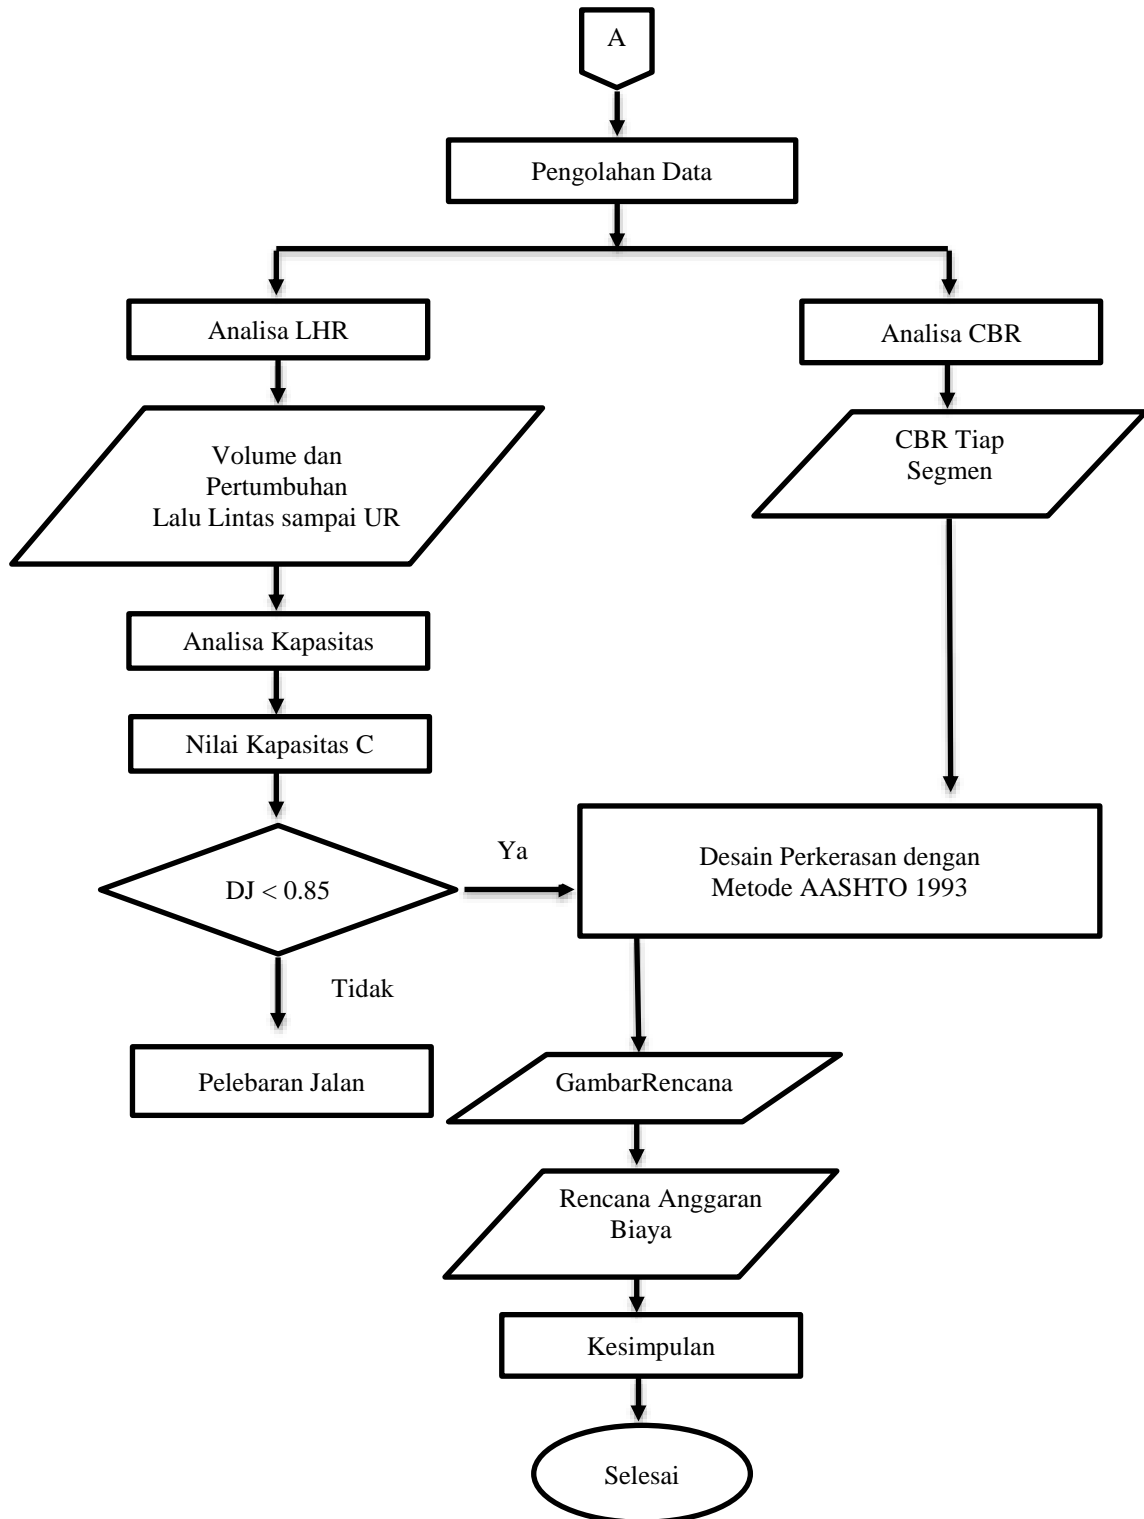 A
Pengolahan Data
Analisa LHR
Analisa CBR
Volume dan
Pertumbuhan
Lalu Lintas sampai UR
CBR Tiap
Segmen
Analisa Kapasitas
Nilai Kapasitas C
DJ < 0.85
Ya
Desain Perkerasan dengan
Metode AASHTO 1993
Tidak
Pelebaran Jalan
GambarRencana
Rencana Anggaran
Biaya
Kesimpulan
Selesai